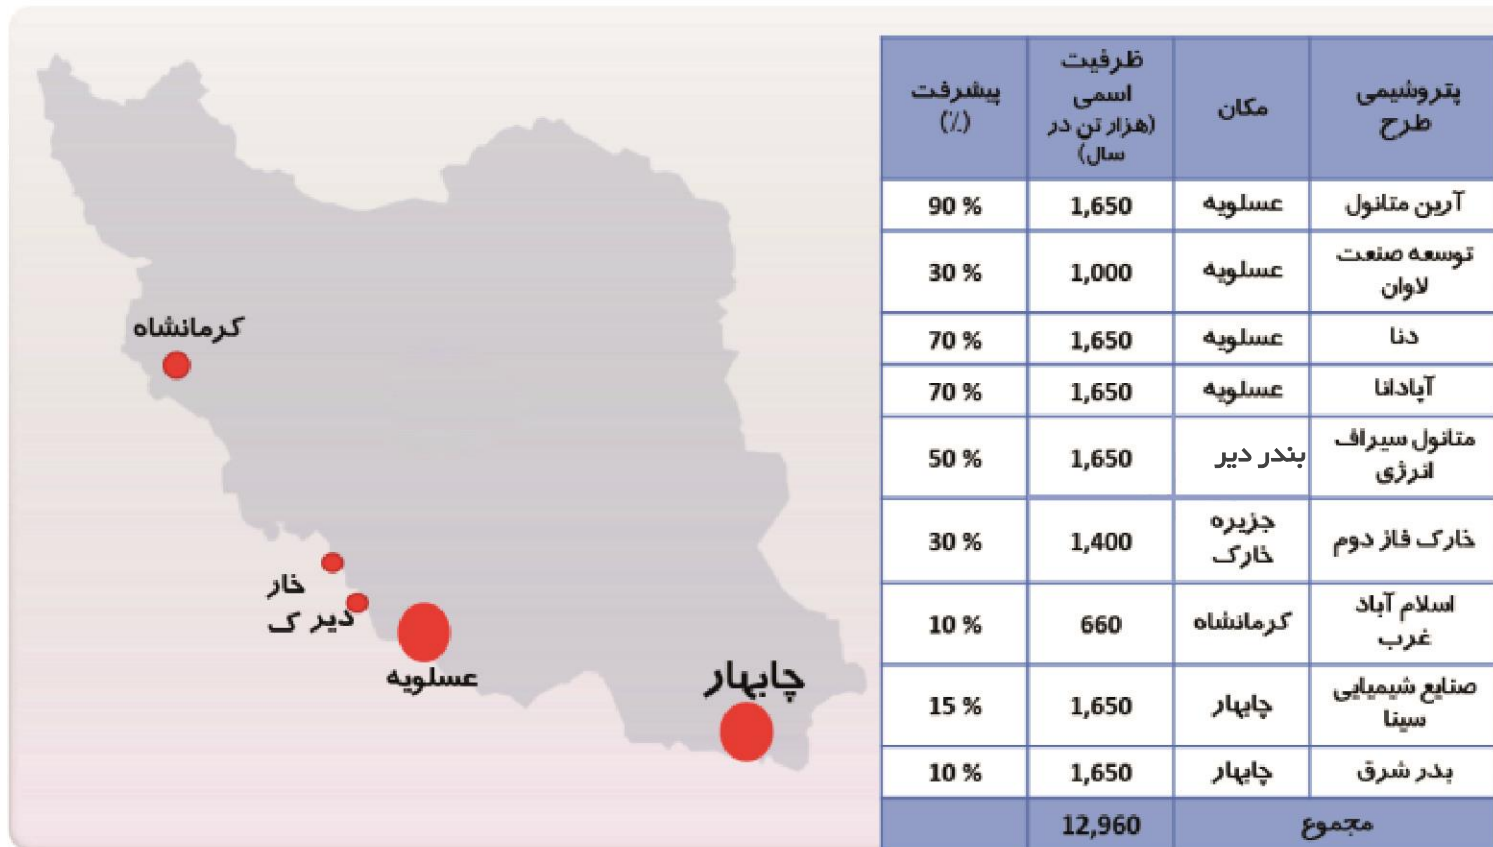 کرمانشاه
خار
ک
دیر
عسلویه
چابهار
پتروشیمی
طرح
مکان
ظرفیت
اسمی
(هزار تن در
سال)
پیشرفت
(٪)
آرین متانول عسلویه 1,650 90 %
توسعه صنعت
لاوان
عسلویه 1,000 30 %
دنا عسلویه 1,650 70 %
آپادانا عسلویه 1,650 70 %
متانول سیراف
انرژی
بندر دیر 1,650 50 %
خارک فاز دوم
جزیره
خارک
1,400 30 %
اسلام آباد
غرب
کرمانشاه 660 10 %
صنایع شیمیایی
سینا
چابهار 1,650 15 %
بدر شرق چابهار 1,650 10 %
مجموع 12,960